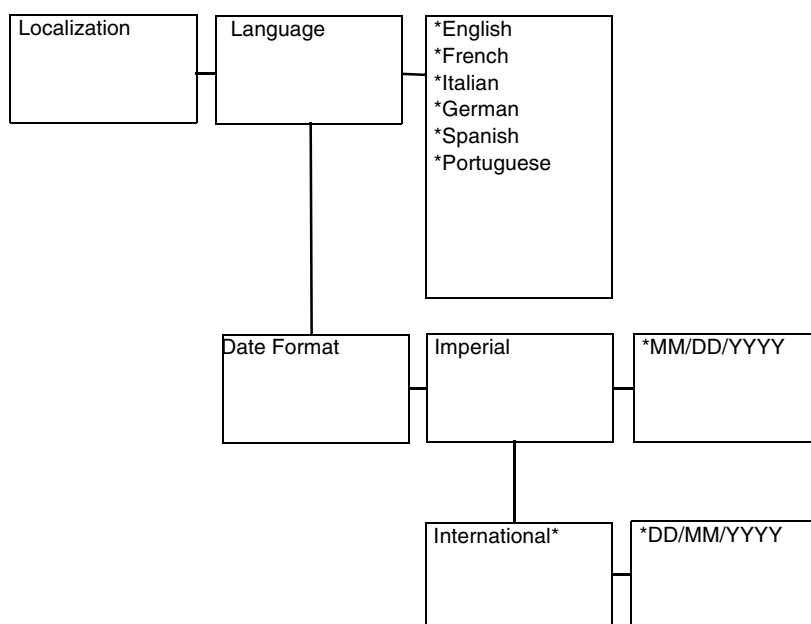 Localization
Language
*English
*French
*Italian
*German
*Spanish
*Portuguese
Date Format
Imperial
*MM/DD/YYYY
International*
*DD/MM/YYYY